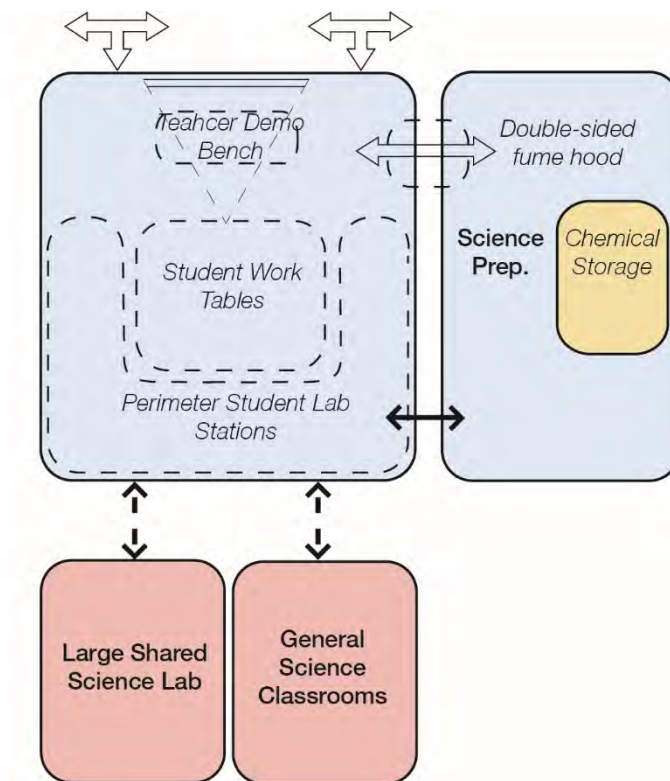 Teahcer Demo
Bench
Double-sided
fume hood
Science
Prep.
Chemical
Storage
Student Work
Tables
Perimeter Student Lab
Stations
Large Shared
Science Lab
General
Science
Classrooms